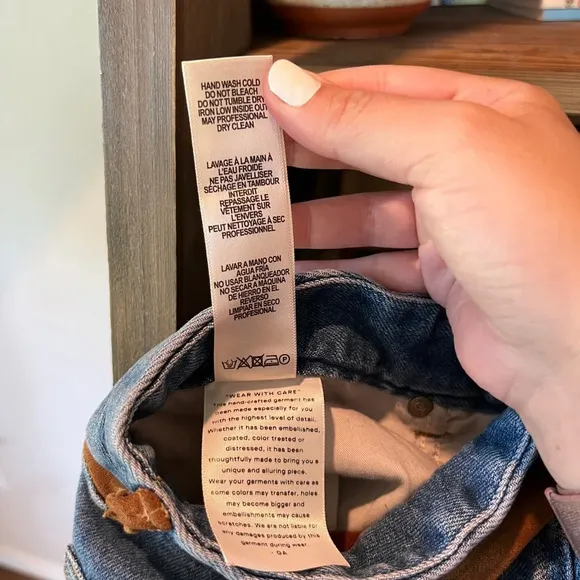 HAND WASH COLD
DO NOT BLEACH
DO NOT TUMBLE DRY
IRON LOW INSIDE OUT
MAY PROFESSIONAL
DRY CLEAN
LAVAGE À LA MAIN À
L'EAU FROIDE
NE PAS JAVELLISER
SÉCHAGE EN TAMBOUR
INTERDIT
REPASSAGE LE
VÊTEMENT SUR
L'ENVERS
PEUT NETTOYAGE À SEC
PROFESSIONNEL
LAVAR A MANO CON
AGUA FRÍA
NO USAR BLANQUEADOR
NO SECAR A MÁQUINA
DE HIERRO EN EL
REVERSO
LIMPIAR EN SECO
PROFESIONAL
P
"WEAR WITH CARE"
This hand-crafted garment has
been made especially for you
with the highest level of detail.
Whether it has been embellished,
coated, color treated or
distressed, it has been
thoughtfully made to bring you a
unique and alluring piece.
Wear your garments with care as
some colors may transfer, holes
may become bigger and
embellishments may cause
scratches. We are not liable for
any damages produced by this
garment during wear.
- QA